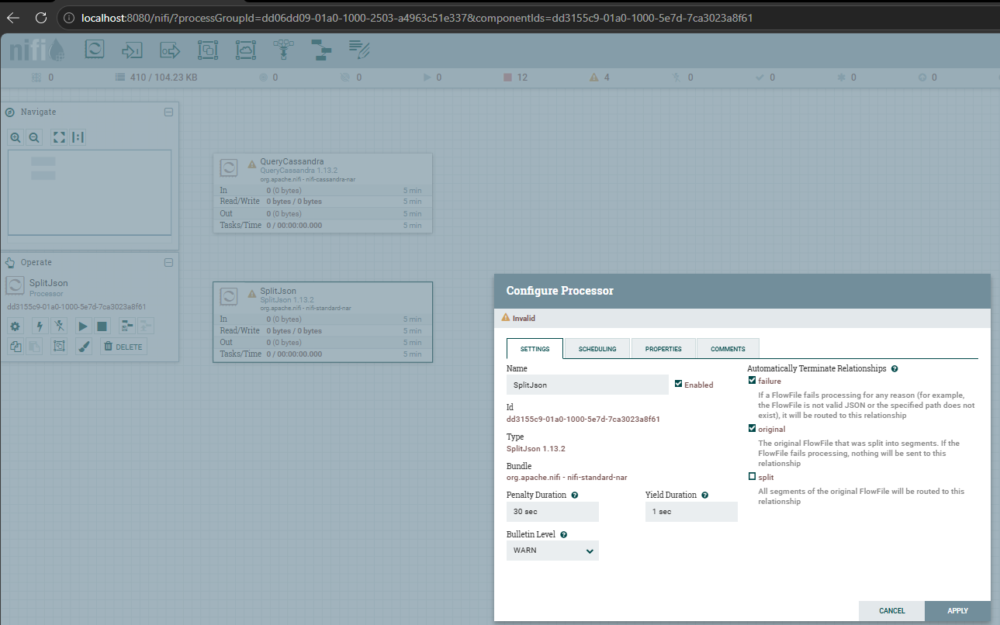 localhost:8080/nifi/?processGroupId=dd06dd09-01a0-1000-2503-a4963c51e337&componentIds=dd3155c9-01a0-1000-5e7d-7ca3023a8f61
nifi
0 410 / 104.23 KB 0 0 0 12 4 0 0 0 0
Navigate
QueryCassandra
QueryCassandra 1.13.2
org.apache.nifi - nifi-cassandra-nar
In 0 (0 bytes) 5 min
Read/Write 0 bytes / 0 bytes 5 min
Out 0 (0 bytes) 5 min
Tasks/Time 0 / 00:00:00.000 5 min
Operate
SplitJson
Processor
dd3155c9-01a0-1000-5e7d-7ca3023a8f61
DELETE
SplitJson
SplitJson 1.13.2
org.apache.nifi - nifi-standard-nar
In 0 (0 bytes) 5 min
Read/Write 0 bytes / 0 bytes 5 min
Out 0 (0 bytes) 5 min
Tasks/Time 0 / 00:00:00.000 5 min
Configure Processor
Invalid
SETTINGS SCHEDULING PROPERTIES COMMENTS
Name
SplitJson
Enabled
Id
dd3155c9-01a0-1000-5e7d-7ca3023a8f61
Type
SplitJson 1.13.2
Bundle
org.apache.nifi - nifi-standard-nar
Penalty Duration Yield Duration
30 sec 1 sec
Bulletin Level
WARN
Automatically Terminate Relationships
failure
If a FlowFile fails processing for any reason (for example,
the FlowFile is not valid JSON or the specified path does not
exist), it will be routed to this relationship
original
The original FlowFile that was split into segments. If the
FlowFile fails processing, nothing will be sent to this
relationship
split
All segments of the original FlowFile will be routed to this
relationship
CANCEL APPLY